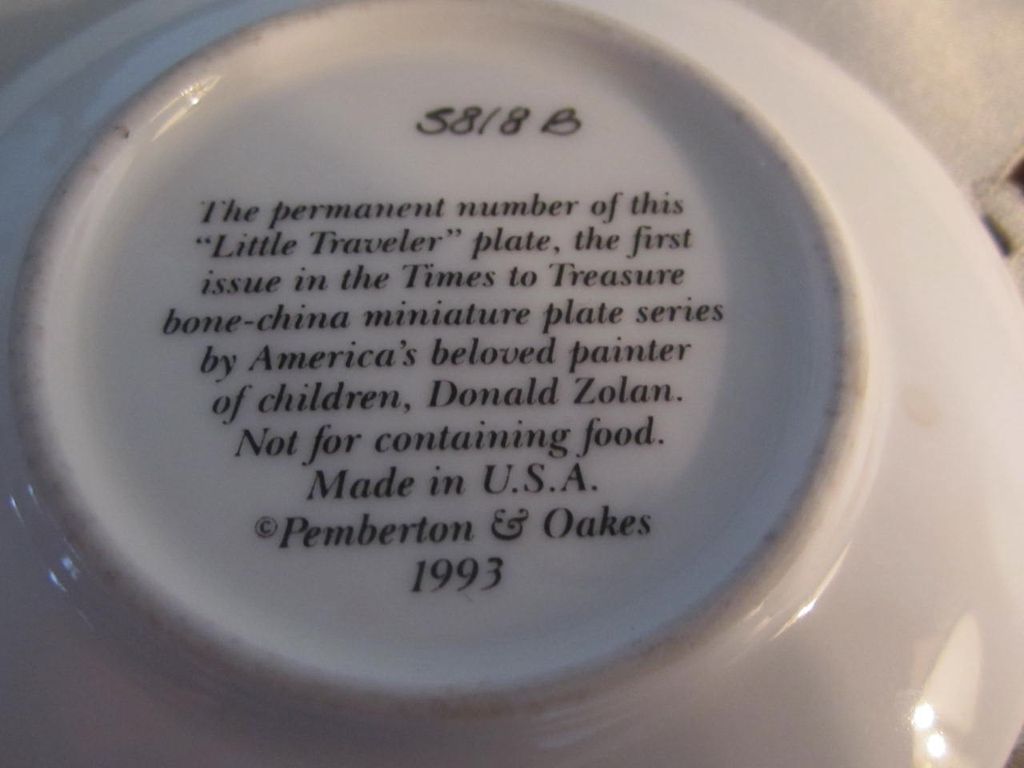 5818 B
The permanent number of this
"Little Traveler" plate, the first
issue in the Times to Treasure
bone-china miniature plate series
by America's beloved painter
of children, Donald Zolan.
Not for containing food.
Made in U.S.A.
©Pemberton & Oakes
1993